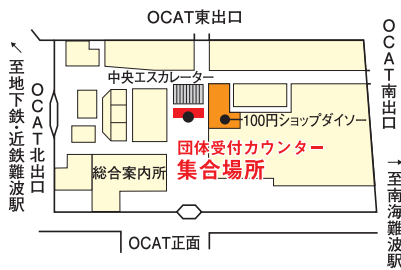 OCAT東出口
↖至地下鉄・近鉄難波駅
OCAT北出口
中央エスカレーター
OCAT南出口
100円ショップダイソー
団体受付カウンター
集合場所
総合案内所
→至南海難波駅
OCAT正面